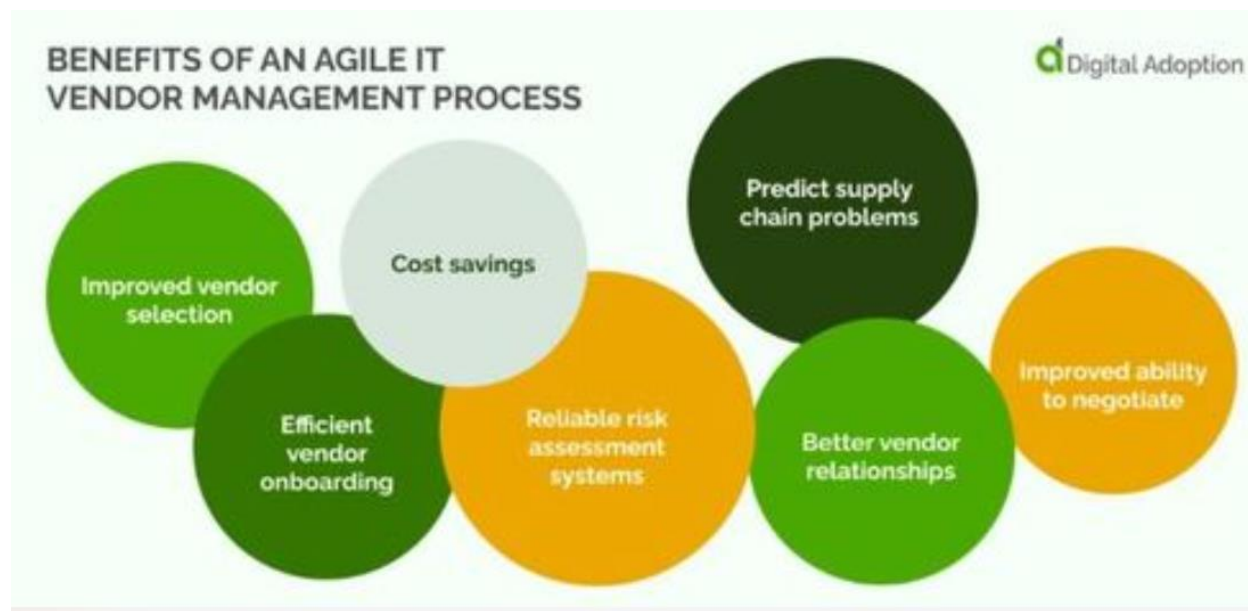 BENEFITS OF AN AGILE IT
VENDOR MANAGEMENT PROCESS
Digital Adoption
Improved vendor
selection
Efficient
vendor
onboarding
Cost savings
Reliable risk
assessment
systems
Predict supply
chain problems
Better vendor
relationships
Improved ability
to negotiate